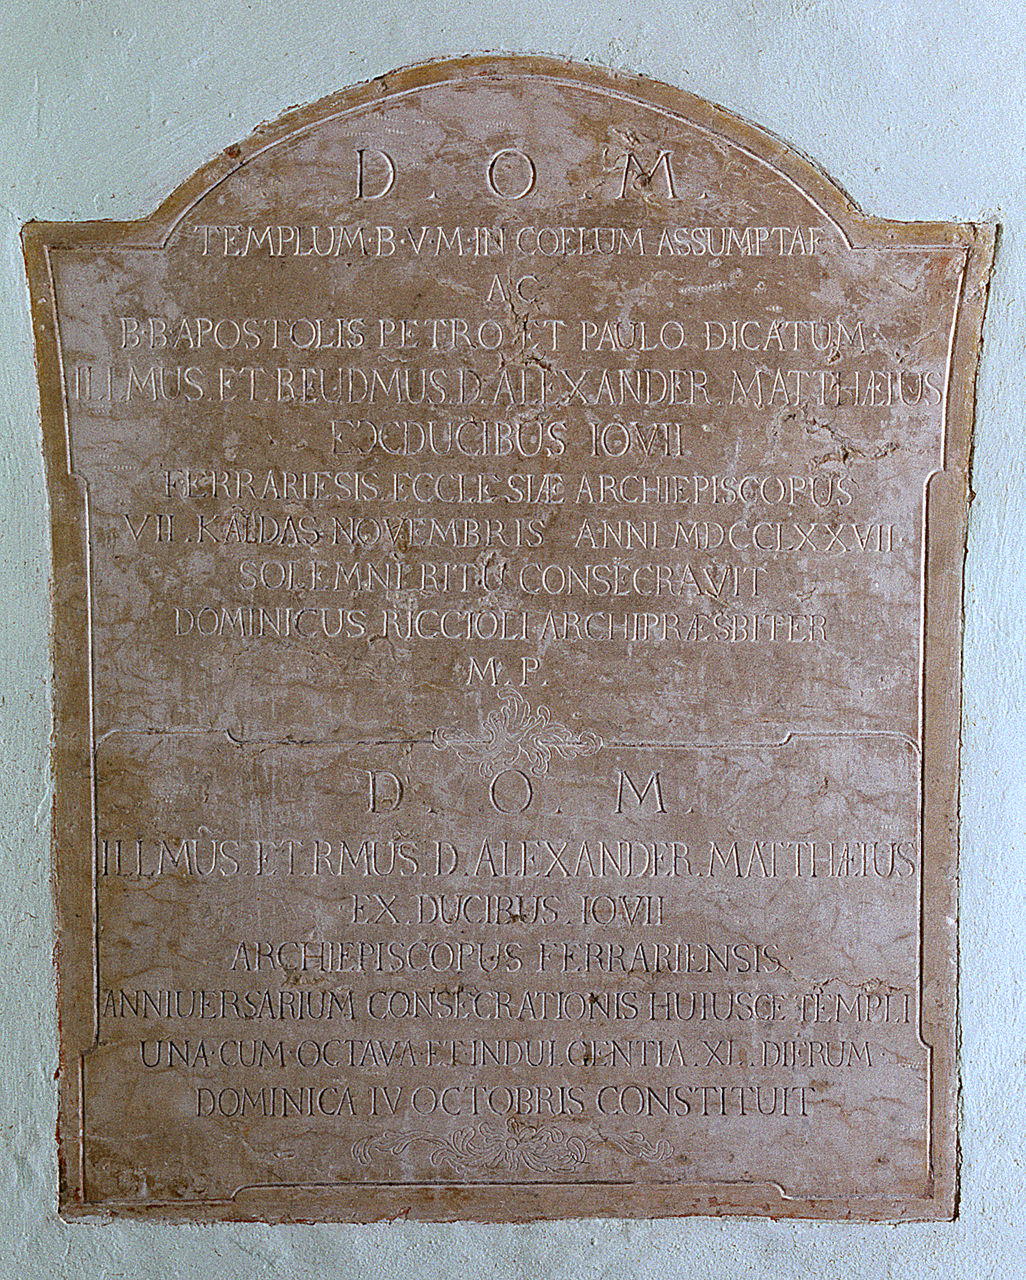 D. O. M.
TEMPLUM·B·V·M·IN COELUM ASSUMPTAE
AC
B·B·APOSTOLIS PETRO·ET PAULO DICATUM
ILLMUS·ET REUDMUS·D·ALEXANDER MATTHÆIUS
DUCIBUS IOVII
FERRARIESIS ECCLESIÆ ARCHIEPISCOPUS
VII·KALDAS·NOVEMBRIS ANNI MDCCLXXXVII
SOLEMNI RITU CONSECRAVIT
DOMINICUS RICCIOLI ARCHIPRÆSBITER
M. P.
D. O. M.
ILLMUS·ET·RMUS·D·ALEXANDER·MATTHÆIUS
EX·DUCIBUS·IOVII
ARCHIEPISCOPUS FERRARIENSIS
ANNIUERSARIUM CONSECRATIONIS HUIUSCE TEMPLI
UNA·CUM·OCTAVA·ET·INDULGENTIA·XL·DIERUM
DOMINICA IV OCTOBRIS CONSTITUIT